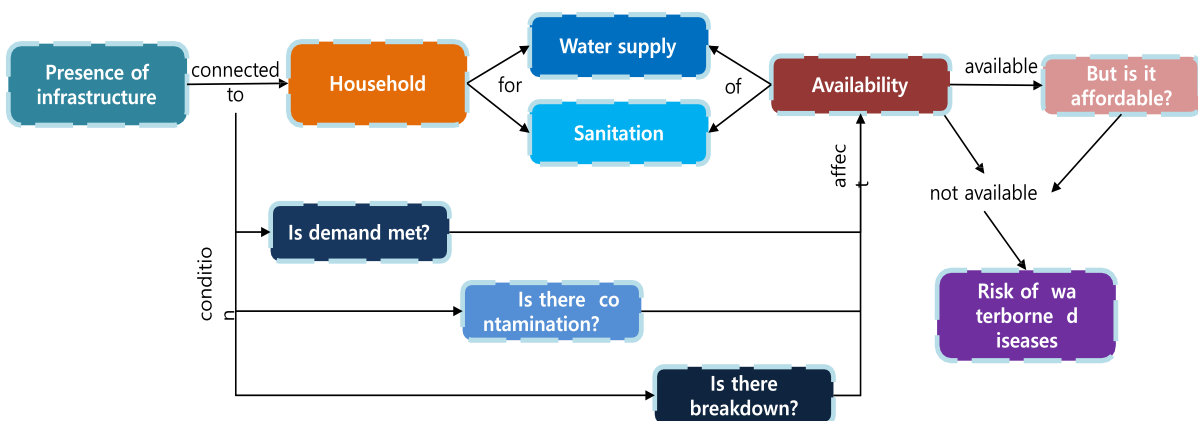 Presence of
infrastructure
connected
to
Household
for
Water supply
Sanitation
of
Availability
available
But is it
affordable?
affec
t
not available
conditio
n
Is demand met?
Is there co
ntamination?
Is there
breakdown?
Risk of wa
terborne d
iseases